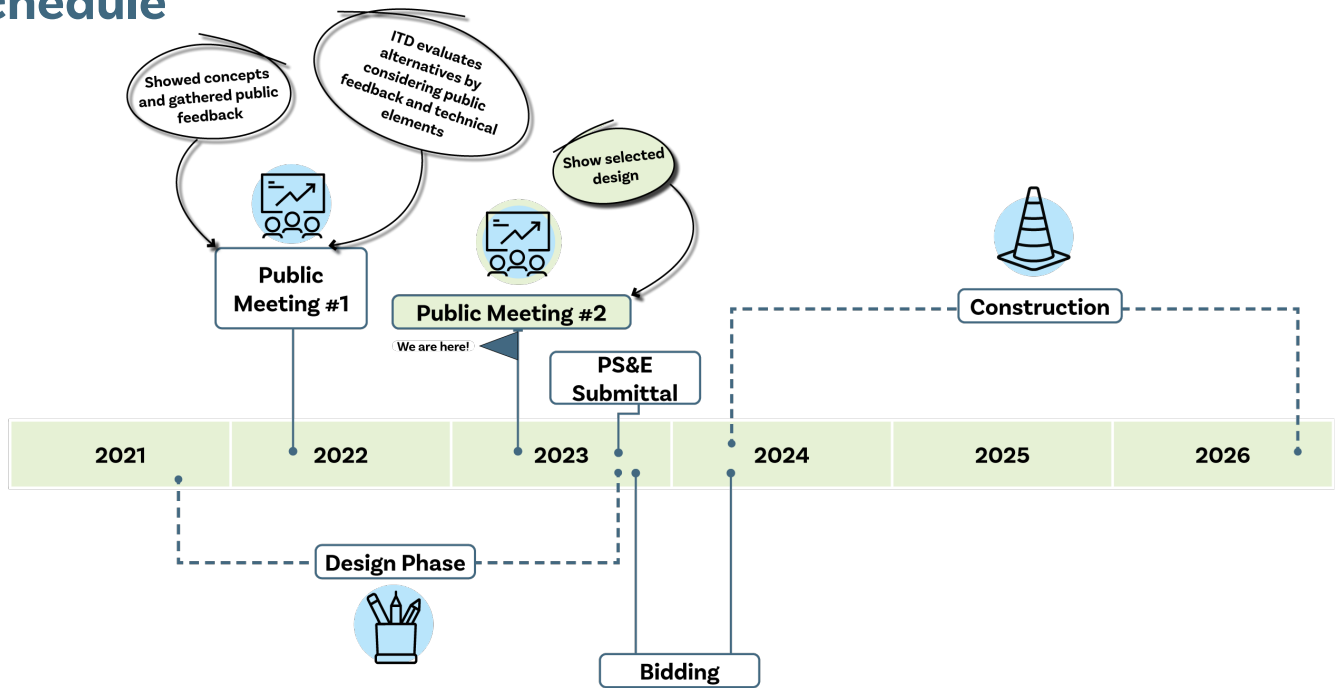 chedule
Showed concepts
and gathered public
feedback
ITD evaluates
alternatives by
considering public
feedback and technical
elements
Show selected
design
Public
Meeting #1
Public Meeting #2
We are here!
PS&E
Submittal
Construction
2021
2022
2023
2024
2025
2026
Design Phase
Bidding